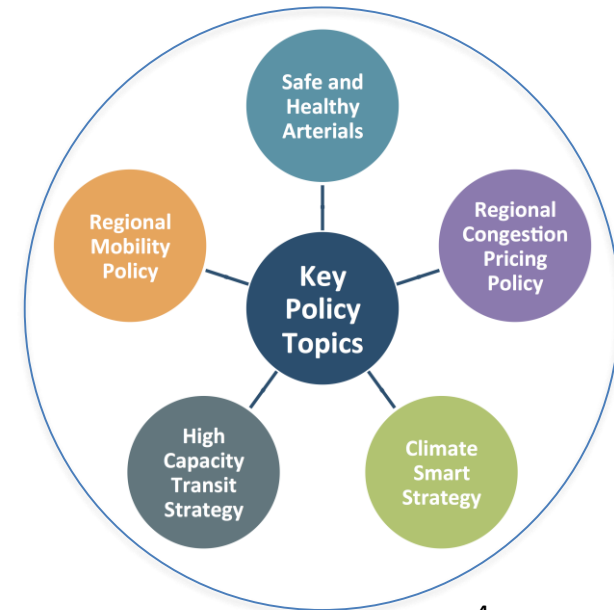 Safe and
Healthy
Arterials
Regional
Mobility
Policy
Regional
Congestion
Pricing
Policy
Key
Policy
Topics
High
Capacity
Transit
Strategy
Climate
Smart
Strategy